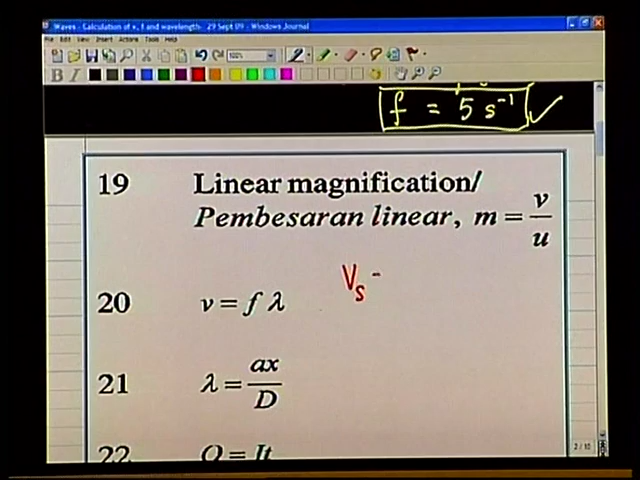 Waves - Calculation of v, f and wavelength- 29 Sept 09 - Windows Journal
File Edit View Insert Actions Tools Help
100%
B I
f = 5 s⁻¹ ✓
19 Linear magnification/
Pembesaran linear, m = v/u
20 v = f λ
Vs -
21 λ = ax/D
22 Q = It
2 / 10